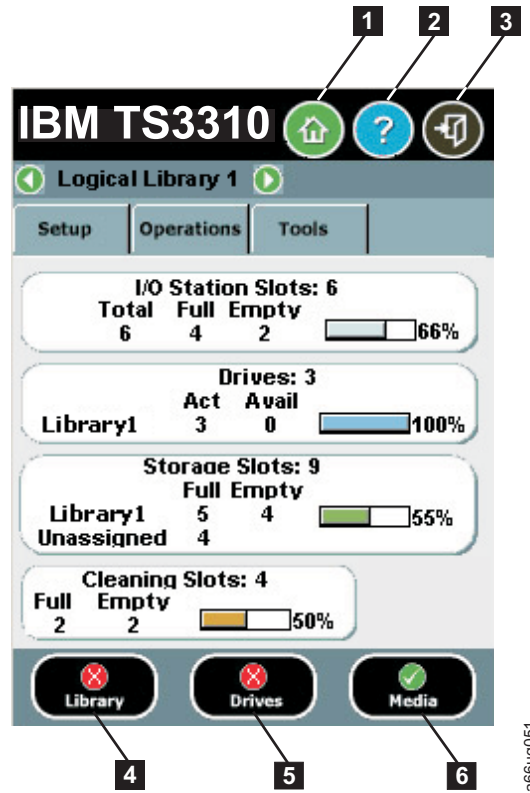 1 2 3
IBM TS3310 ?
Logical Library 1
Setup Operations Tools
I/O Station Slots: 6
Total Full Empty
6 4 2 66%
Drives: 3
Act Avail
Library1 3 0 100%
Storage Slots: 9
Full Empty
Library1 5 4 55%
Unassigned 4
Cleaning Slots: 4
Full Empty
2 2 50%
Library Drives Media
4 5 6
a66ug051